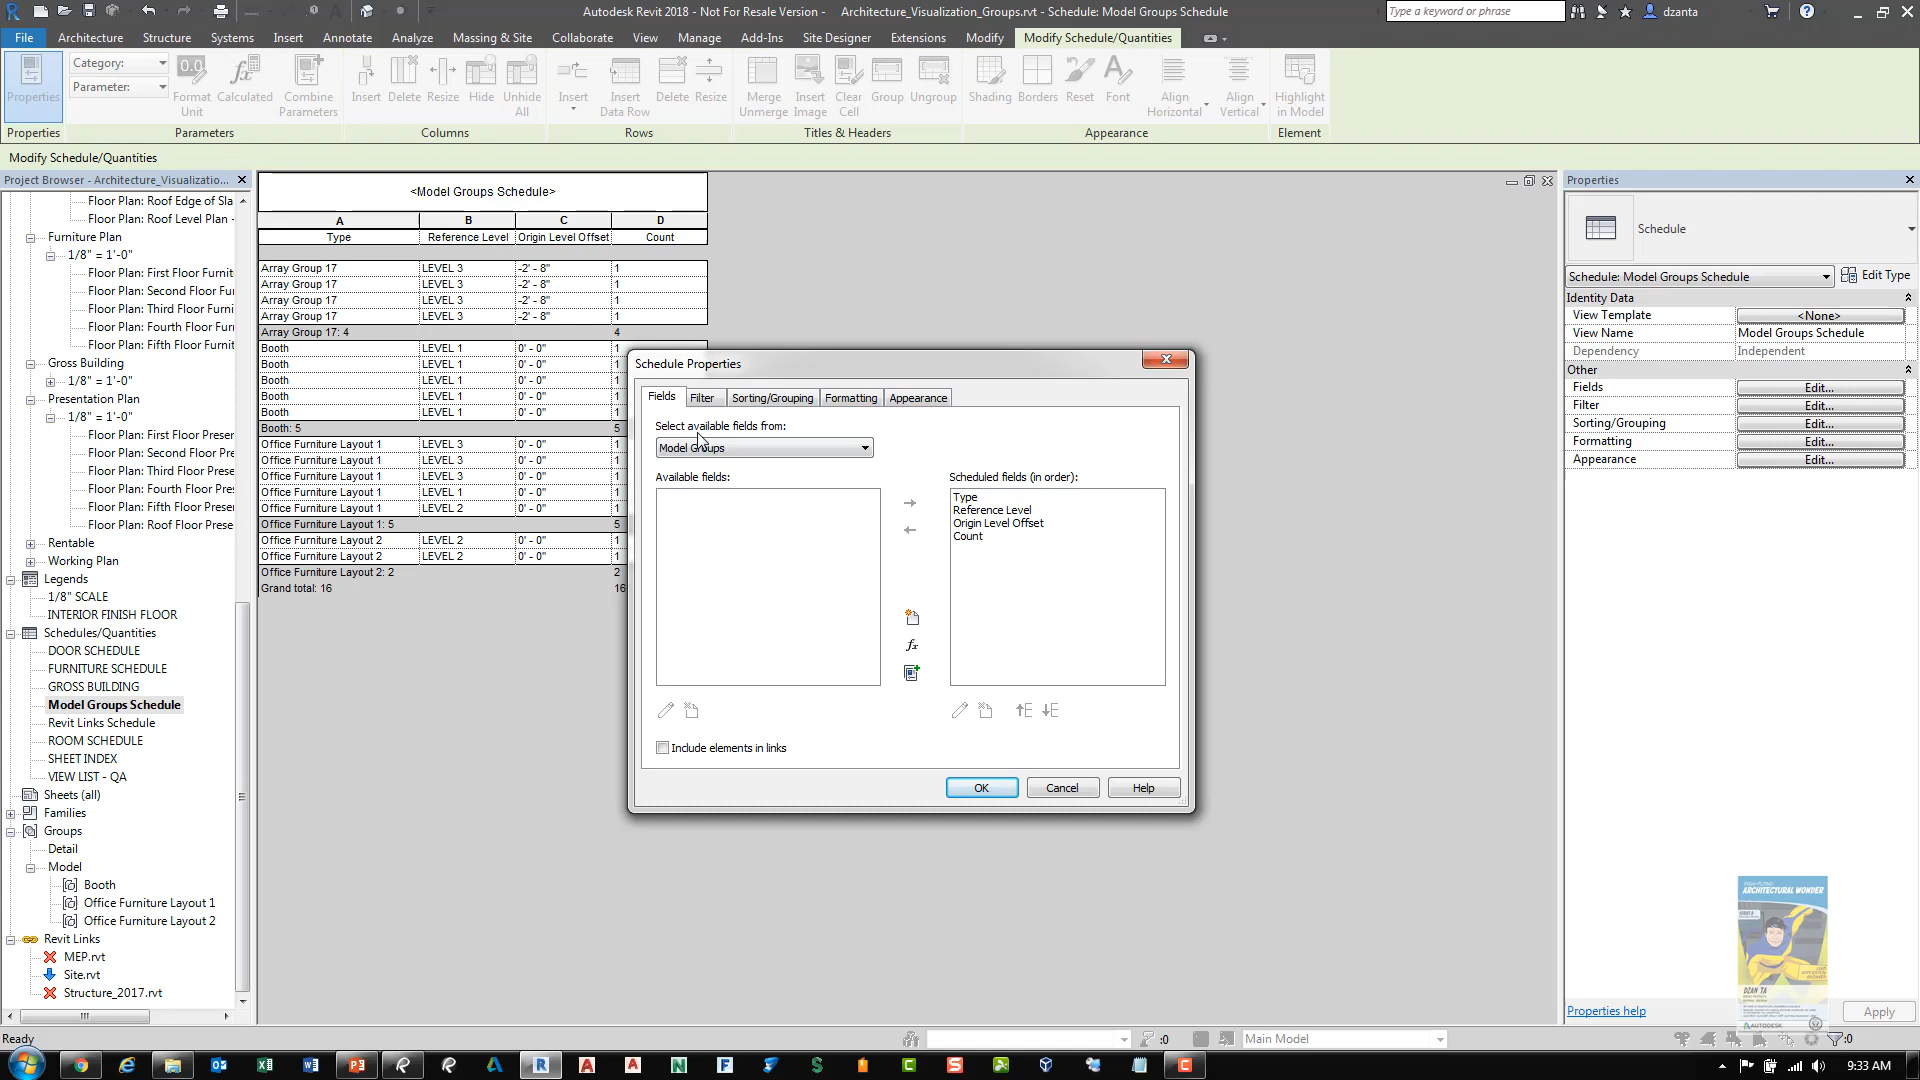 Autodesk Revit 2018 - Not For Resale Version - Architecture_Visualization_Groups.rvt - Schedule: Model Groups Schedule
Type a keyword or phrase
dzanta
File Architecture Structure Systems Insert Annotate Analyze Massing & Site Collaborate View Manage Add-Ins Site Designer Extensions Modify Modify Schedule/Quantities
Category:
Parameter:
Properties
Format Unit
Calculated
Combine Parameters
Insert Delete Resize Hide Unhide All
Insert Insert Data Row Delete Resize
Merge Unmerge Insert Image Clear Cell Group Ungroup
Shading Borders Reset Font Align Horizontal Align Vertical
Highlight in Model
Properties Parameters Columns Rows Titles & Headers Appearance Element
Modify Schedule/Quantities
Project Browser - Architecture_Visualizatio...
Floor Plan: Roof Edge of Sla
Floor Plan: Roof Level Plan -
Furniture Plan
1/8" = 1'-0"
Floor Plan: First Floor Furnit
Floor Plan: Second Floor Fur
Floor Plan: Third Floor Furni
Floor Plan: Fourth Floor Furr
Floor Plan: Fifth Floor Furnit
Gross Building
1/8" = 1'-0"
Presentation Plan
1/8" = 1'-0"
Floor Plan: First Floor Preser
Floor Plan: Second Floor Pre
Floor Plan: Third Floor Prese
Floor Plan: Fourth Floor Pre
Floor Plan: Fifth Floor Prese
Floor Plan: Roof Floor Prese
Rentable
Working Plan
Legends
1/8" SCALE
INTERIOR FINISH FLOOR
Schedules/Quantities
DOOR SCHEDULE
FURNITURE SCHEDULE
GROSS BUILDING
Model Groups Schedule
Revit Links Schedule
ROOM SCHEDULE
SHEET INDEX
VIEW LIST - QA
Sheets (all)
Families
Groups
Detail
Model
Booth
Office Furniture Layout 1
Office Furniture Layout 2
Revit Links
MEP.rvt
Site.rvt
Structure_2017.rvt
<Model Groups Schedule>
A B C D
Type Reference Level Origin Level Offset Count
Array Group 17 LEVEL 3 -2' - 8" 1
Array Group 17 LEVEL 3 -2' - 8" 1
Array Group 17 LEVEL 3 -2' - 8" 1
Array Group 17 LEVEL 3 -2' - 8" 1
Array Group 17: 4 4
Booth LEVEL 1 0' - 0" 1
Booth LEVEL 1 0' - 0" 1
Booth LEVEL 1 0' - 0" 1
Booth LEVEL 1 0' - 0" 1
Booth LEVEL 1 0' - 0" 1
Booth: 5 5
Office Furniture Layout 1 LEVEL 3 0' - 0" 1
Office Furniture Layout 1 LEVEL 3 0' - 0" 1
Office Furniture Layout 1 LEVEL 3 0' - 0" 1
Office Furniture Layout 1 LEVEL 1 0' - 0" 1
Office Furniture Layout 1 LEVEL 2 0' - 0" 1
Office Furniture Layout 1: 5 5
Office Furniture Layout 2 LEVEL 2 0' - 0" 1
Office Furniture Layout 2 LEVEL 2 0' - 0" 1
Office Furniture Layout 2: 2 2
Grand total: 16 16
Schedule Properties
Fields Filter Sorting/Grouping Formatting Appearance
Select available fields from:
Model Groups
Available fields:
Scheduled fields (in order):
Type
Reference Level
Origin Level Offset
Count
fx
Include elements in links
OK Cancel Help
Properties
Schedule
Schedule: Model Groups Schedule
Edit Type
Identity Data
View Template <None>
View Name Model Groups Schedule
Dependency Independent
Other
Fields Edit...
Filter Edit...
Sorting/Grouping Edit...
Formatting Edit...
Appearance Edit...
ARCHITECTURAL WONDER
DZAN TA
AUTODESK
Properties help
Apply
Ready
:0
Main Model
:0
9:33 AM